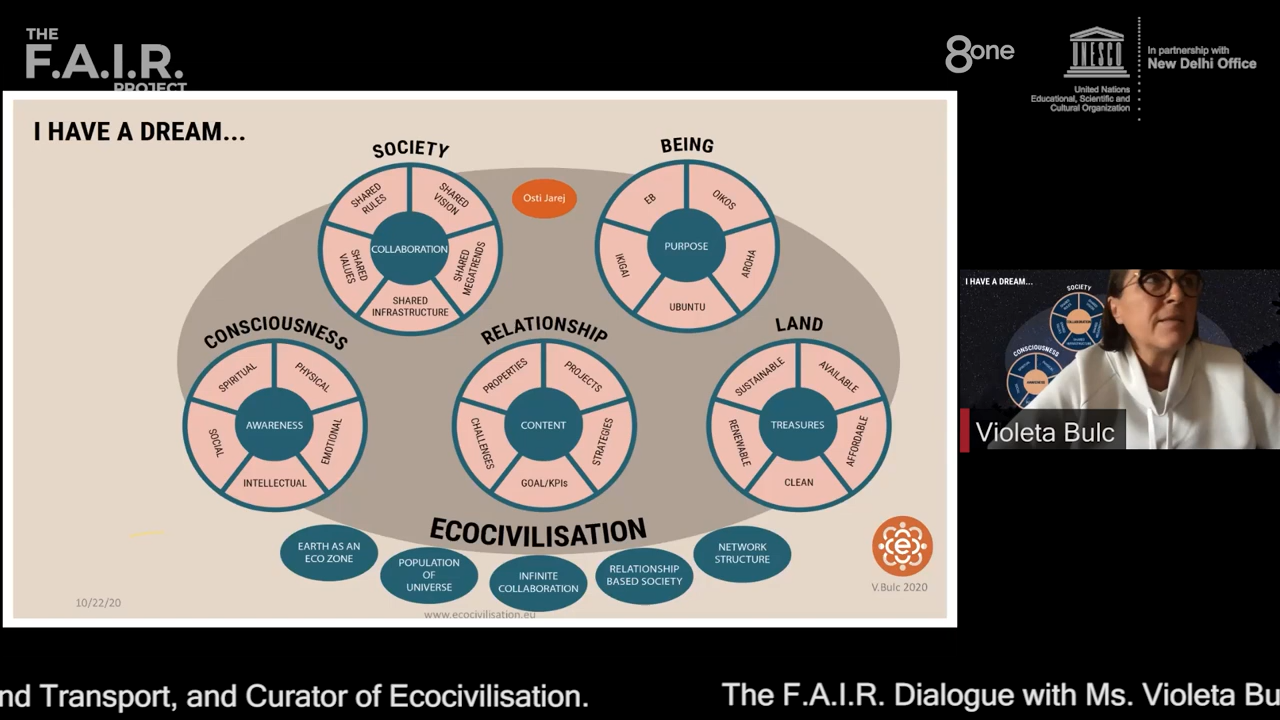 THE
F.A.I.R.
PROJECT
8one
UNESCO
United Nations
Educational, Scientific and
Cultural Organization
In partnership with
New Delhi Office
I HAVE A DREAM...
SOCIETY
SHARED
RULES
SHARED
VISION
SHARED
VALUES
COLLABORATION
SHARED
MEGATRENDS
SHARED
INFRASTRUCTURE
Osti Jarej
BEING
EB
OIKOS
IKIGAI
PURPOSE
AROHA
UBUNTU
CONSCIOUSNESS
SPIRITUAL
PHYSICAL
SOCIAL
AWARENESS
EMOTIONAL
INTELLECTUAL
RELATIONSHIP
PROPERTIES
PROJECTS
CHALLENGES
CONTENT
STRATEGIES
GOAL/KPIs
LAND
SUSTAINABLE
AVAILABLE
RENEWABLE
TREASURES
AFFORDABLE
CLEAN
ECOCIVILISATION
EARTH AS AN
ECO ZONE
POPULATION
OF
UNIVERSE
INFINITE
COLLABORATION
RELATIONSHIP
BASED SOCIETY
NETWORK
STRUCTURE
e
V.Bulc 2020
10/22/20
www.ecocivilisation.eu
I HAVE A DREAM...
SOCIETY
COLLABORATION
CONSCIOUSNESS
AWARENESS
Violeta Bulc
nd Transport, and Curator of Ecocivilisation.
The F.A.I.R. Dialogue with Ms. Violeta Bu